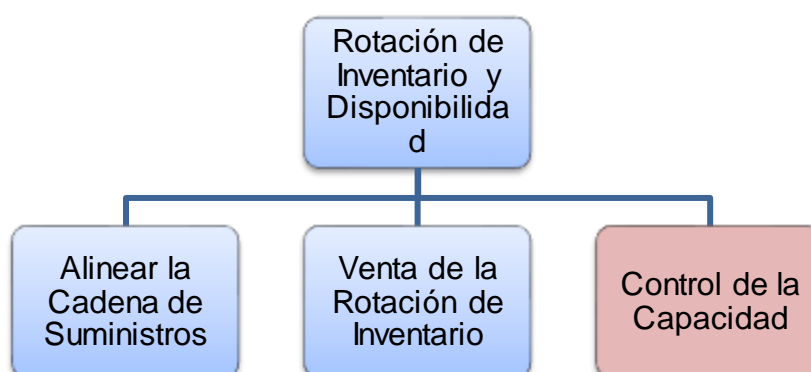 Rotación de
Inventario y
Disponibilida
d
Alinear la
Cadena de
Suministros
Venta de la
Rotación de
Inventario
Control de la
Capacidad